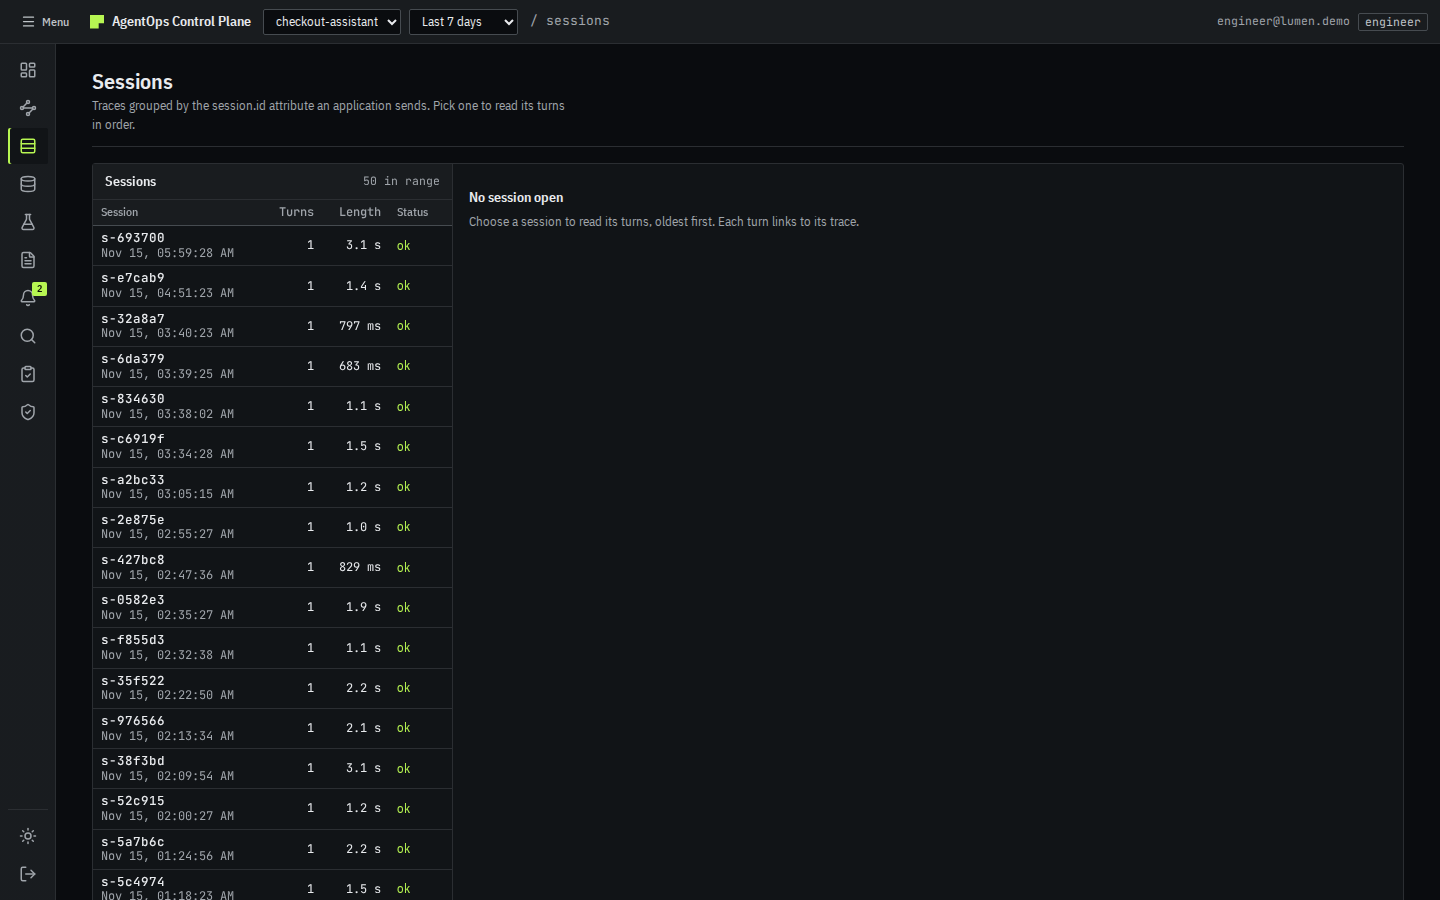 Menu
AgentOps Control Plane
checkout-assistant
Last 7 days
/ sessions
engineer@lumen.demo
engineer
2
Sessions
Traces grouped by the session.id attribute an application sends. Pick one to read its turns
in order.
Sessions 50 in range
Session Turns Length Status
s-693700
Nov 15, 05:59:28 AM 1 3.1 s ok
s-e7cab9
Nov 15, 04:51:23 AM 1 1.4 s ok
s-32a8a7
Nov 15, 03:40:23 AM 1 797 ms ok
s-6da379
Nov 15, 03:39:25 AM 1 683 ms ok
s-834630
Nov 15, 03:38:02 AM 1 1.1 s ok
s-c6919f
Nov 15, 03:34:28 AM 1 1.5 s ok
s-a2bc33
Nov 15, 03:05:15 AM 1 1.2 s ok
s-2e875e
Nov 15, 02:55:27 AM 1 1.0 s ok
s-427bc8
Nov 15, 02:47:36 AM 1 829 ms ok
s-0582e3
Nov 15, 02:35:27 AM 1 1.9 s ok
s-f855d3
Nov 15, 02:32:38 AM 1 1.1 s ok
s-35f522
Nov 15, 02:22:50 AM 1 2.2 s ok
s-976566
Nov 15, 02:13:34 AM 1 2.1 s ok
s-38f3bd
Nov 15, 02:09:54 AM 1 3.1 s ok
s-52c915
Nov 15, 02:00:27 AM 1 1.2 s ok
s-5a7b6c
Nov 15, 01:24:56 AM 1 2.2 s ok
s-5c4974
Nov 15, 01:18:23 AM 1 1.5 s ok
No session open
Choose a session to read its turns, oldest first. Each turn links to its trace.